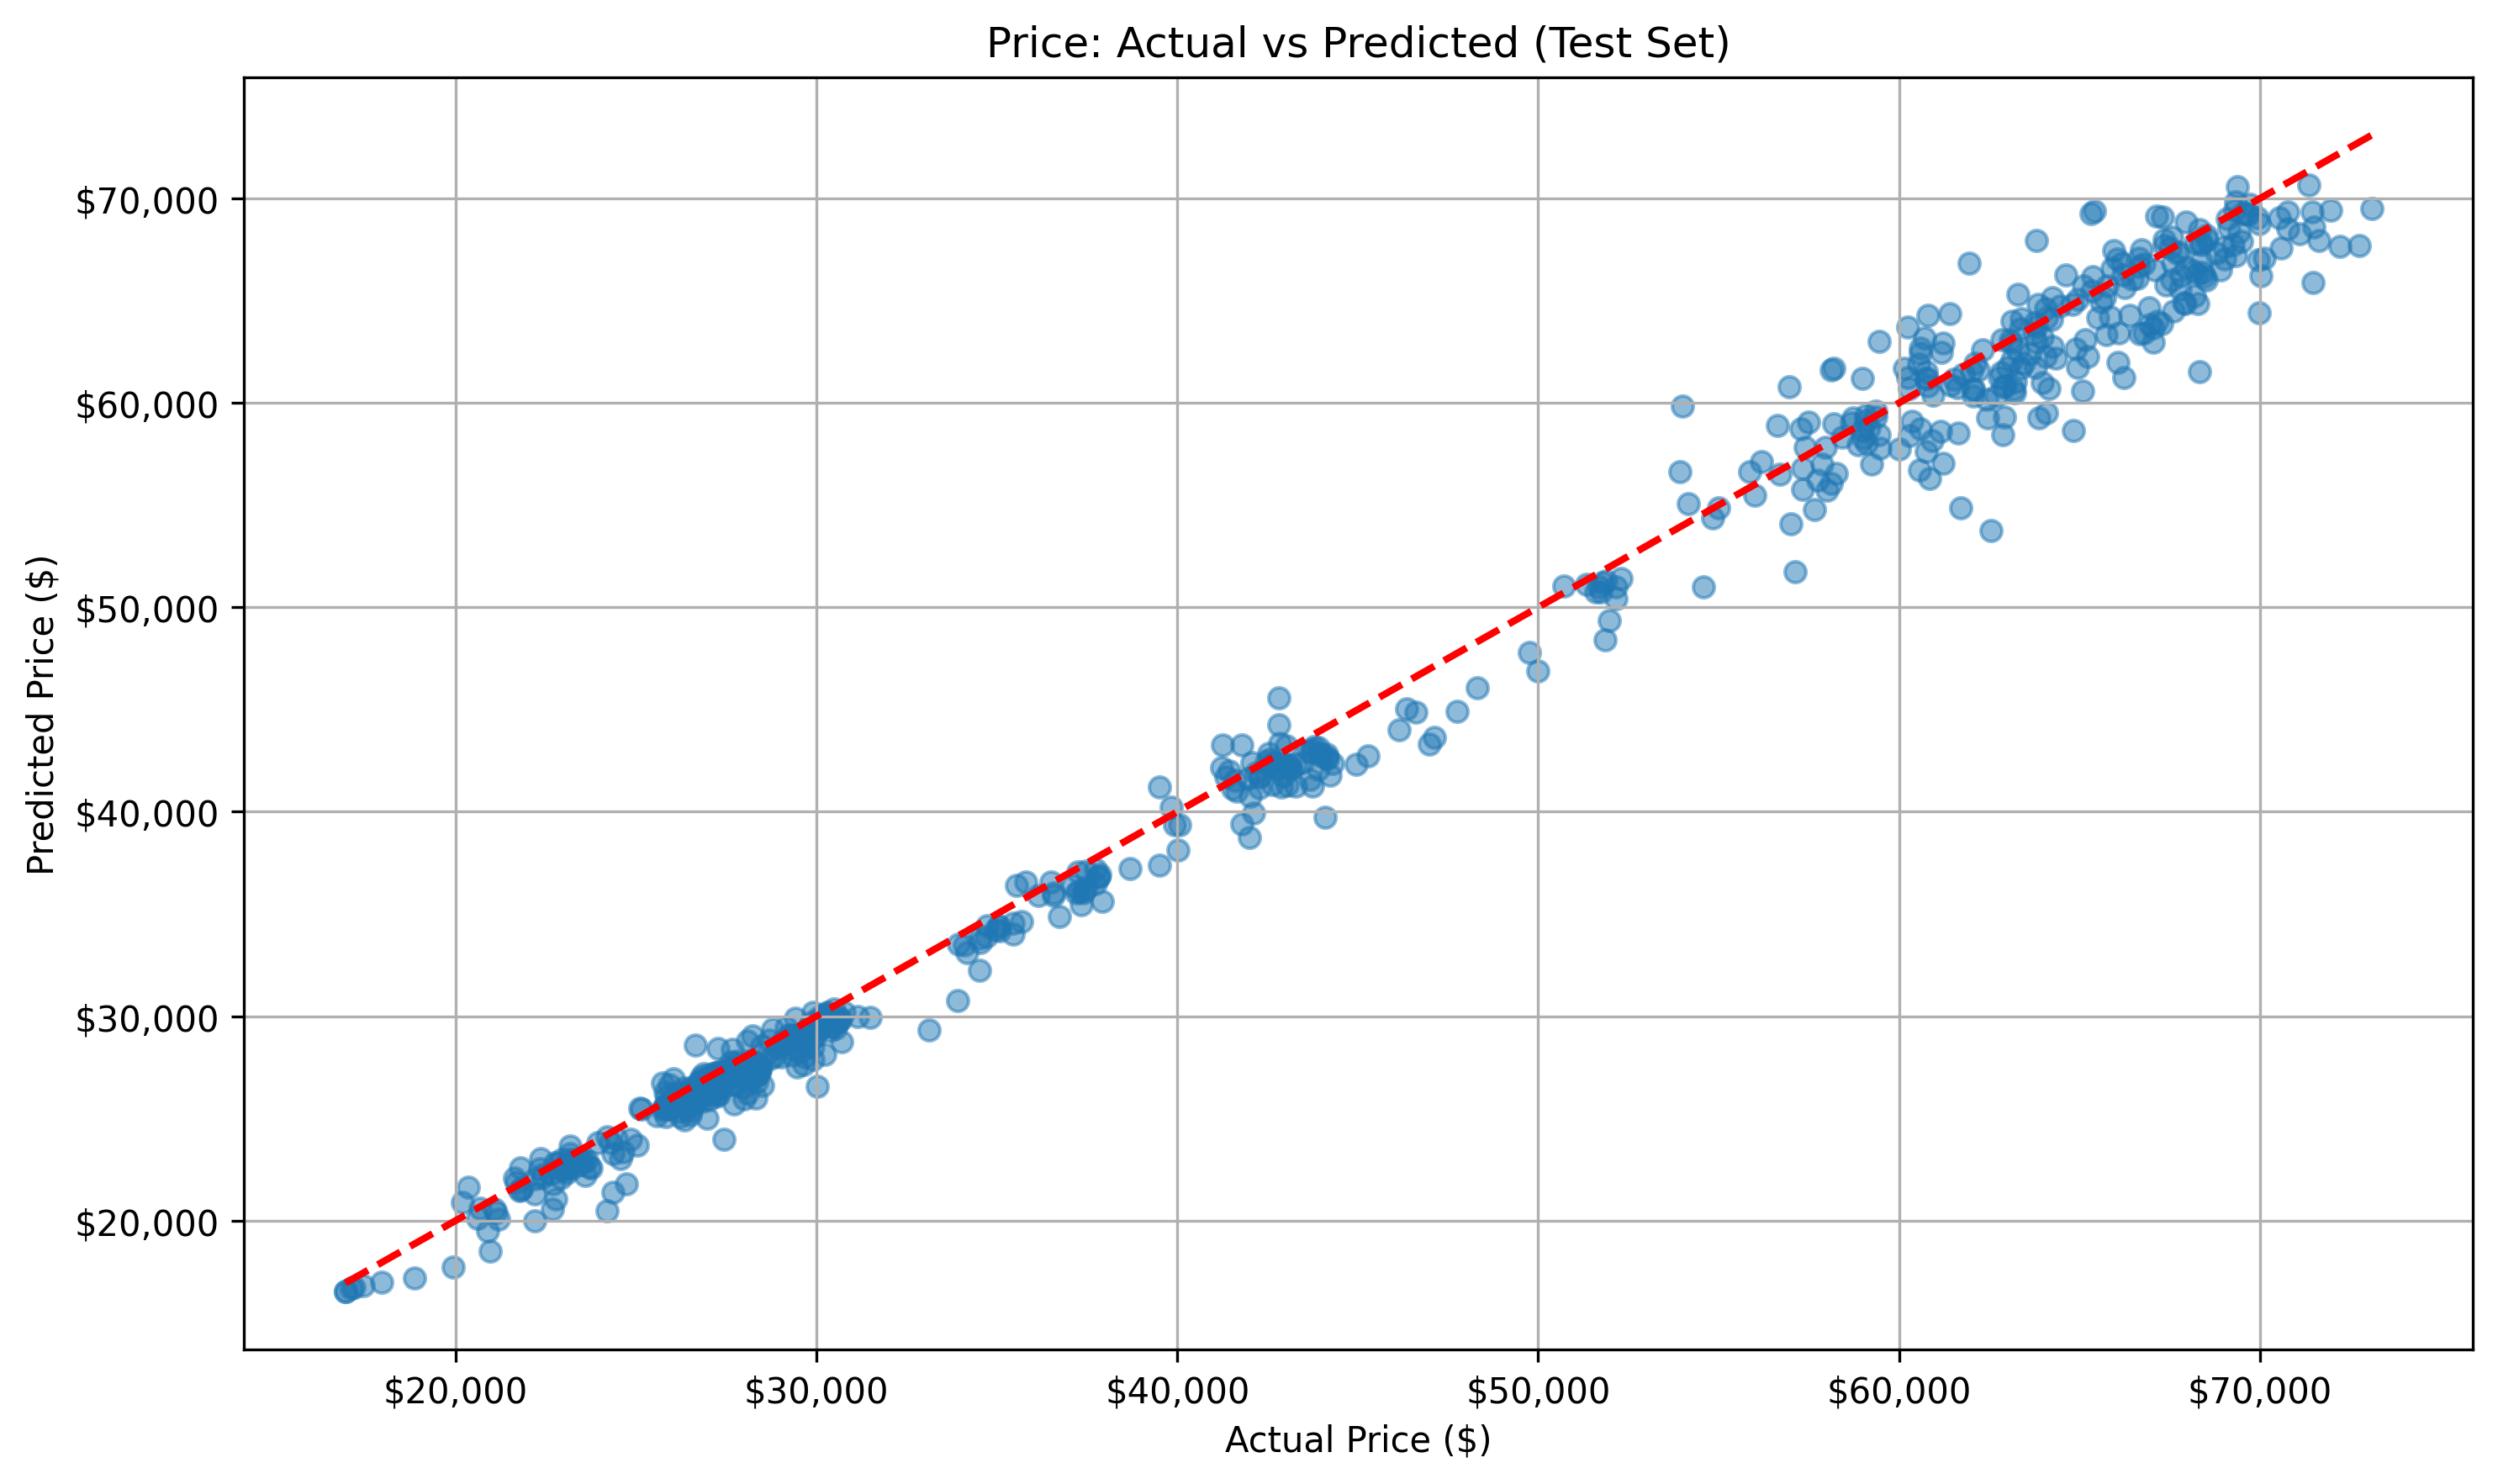 Price: Actual vs Predicted (Test Set)
Predicted Price ($)
$70,000
$60,000
$50,000
$40,000
$30,000
$20,000
$20,000 $30,000 $40,000 $50,000 $60,000 $70,000
Actual Price ($)